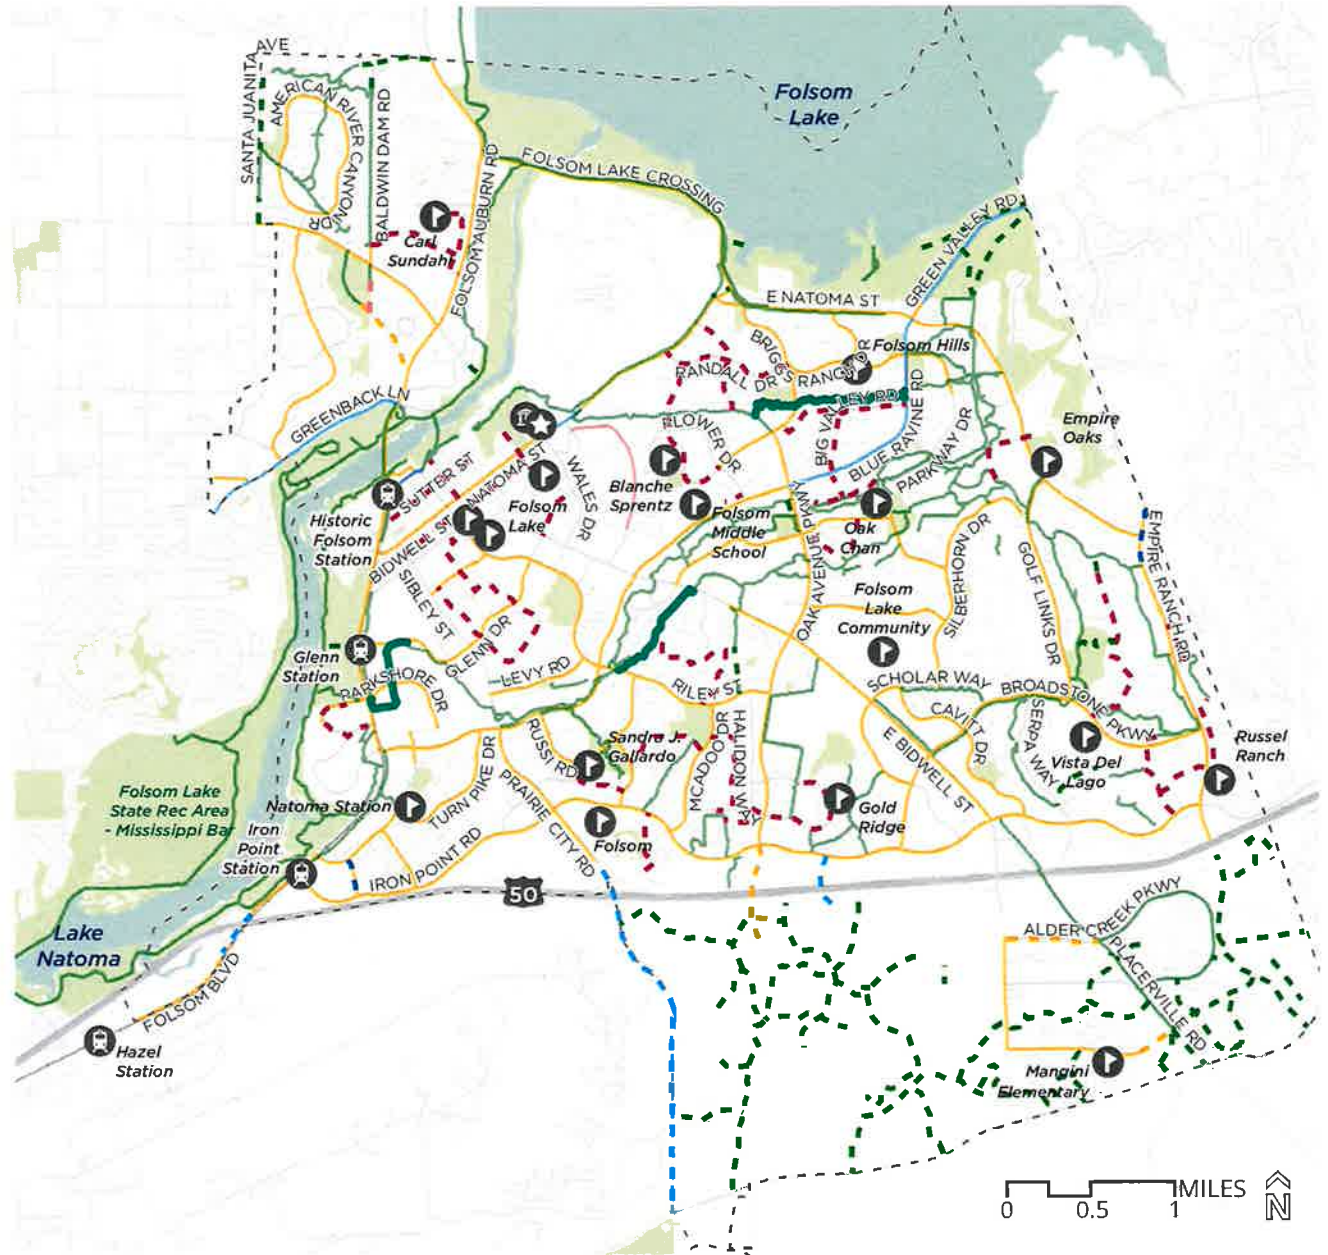 AVE
SANTA JUANITA
AMERICAN RIVER CANYON
DR
BALDWIN DAM RD
Carl
Sundahl
FOLSOM AUBURN RD
FOLSOM LAKE CROSSING
Folsom
Lake
GREEN VALLEY RD
E NATOMA ST
BRIGGS RANCH DR
Folsom Hills
RANDALL DR
BIG VALLEY RD
GREENBACK LN
FLOWER DR
BIG
BLUE RAVINE RD
PARKWAY DR
Empire
Oaks
SUTTER ST
NATOMA ST
WALES DR
Folsom
Lake
Blanche
Sprentz
Folsom
Middle
School
Oak
Chan
Historic
Folsom
Station
BIDWELL ST
SIBLEY ST
OAK AVENUE PKWY
SILBERHORN DR
GOLF LINKS DR
EMPIRE RANCH RD
Folsom
Lake
Community
Glenn
Station
GLENN DR
LEVY RD
PARKSHORE DR
RILEY ST
SCHOLAR WAY
BROADSTONE PKWY
CAVITT DR
SERPA WAY
E BIDWELL ST
Vista Del
Lago
Russel
Ranch
RUSSI RD
Sandra J.
Gallardo
MCADOO DR
HALIDON WAY
Gold
Ridge
Folsom Lake
State Rec Area
- Mississippi Bar
Natoma Station
TURN PIKE DR
PRAIRIE CITY RD
Folsom
Iron
Point
Station
IRON POINT RD
50
Lake
Natoma
FOLSOM BLVD
Hazel
Station
ALDER CREEK PKWY
PLACERVILLE RD
Mangini
Elementary
MILES
0 0.5 1
N